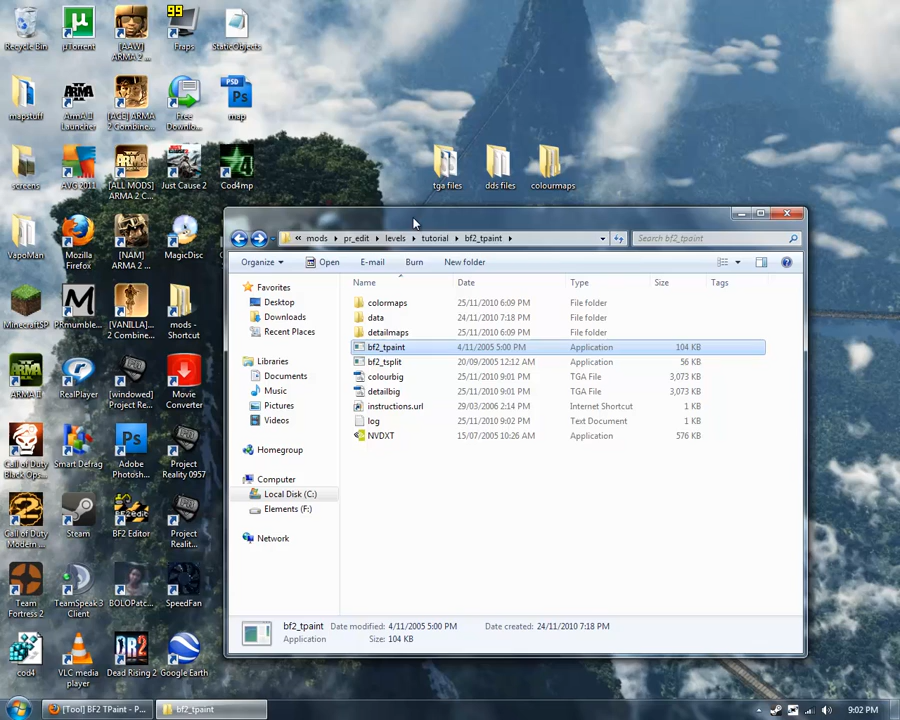 99
Recycle Bin
µTorrent
[AAW] ARMA 2 ...
Fraps
StaticObjects
mapstuff
ArmA II Launcher
[ACE] ARMA 2 Combine...
Free Downlo...
PSD
Ps
map
screens
AVG 2011
[ALL MODS] ARMA 2 C...
Just Cause 2
Cod4mp
tga files
dds files
colourmaps
VapoMan
Mozilla Firefox
[NAM] ARMA 2 ...
MagicDisc
MinecraftSP
PRmumble...
[VANILLA]... 2 Combine...
mods - Shortcut
ARMA II
RealPlayer
[windowed] Project Re...
Movie Converter
Call of Duty Black Ops...
Smart Defrag
Ps
Adobe Photosh...
Project Reality 0957
Call of Duty Modern ...
Steam
BF2 Editor
Project Realit...
Team Fortress 2
TeamSpeak 3 Client
BOLOPatc...
SpeedFan
cod4
VLC media player
DR2
Dead Rising 2
Google Earth
« mods ▸ pr_edit ▸ levels ▸ tutorial ▸ bf2_tpaint ▸
Search bf2_tpaint
Organize
Open
E-mail
Burn
New folder
Favorites
Desktop
Downloads
Recent Places
Libraries
Documents
Music
Pictures
Videos
Homegroup
Computer
Local Disk (C:)
Elements (F:)
Network
Name Date Type Size Tags
colormaps 25/11/2010 6:09 PM File folder
data 24/11/2010 7:18 PM File folder
detailmaps 25/11/2010 6:09 PM File folder
bf2_tpaint 4/11/2005 5:00 PM Application 104 KB
bf2_tsplit 20/09/2005 12:12 AM Application 56 KB
colourbig 25/11/2010 9:01 PM TGA File 3,073 KB
detailbig 25/11/2010 9:01 PM TGA File 3,073 KB
instructions.url 29/03/2006 2:14 PM Internet Shortcut 1 KB
log 25/11/2010 9:02 PM Text Document 1 KB
NVDXT 15/07/2005 10:26 AM Application 576 KB
bf2_tpaint Date modified: 4/11/2005 5:00 PM Date created: 24/11/2010 7:18 PM
Application Size: 104 KB
[Tool] BF2 TPaint - P...
bf2_tpaint
9:02 PM